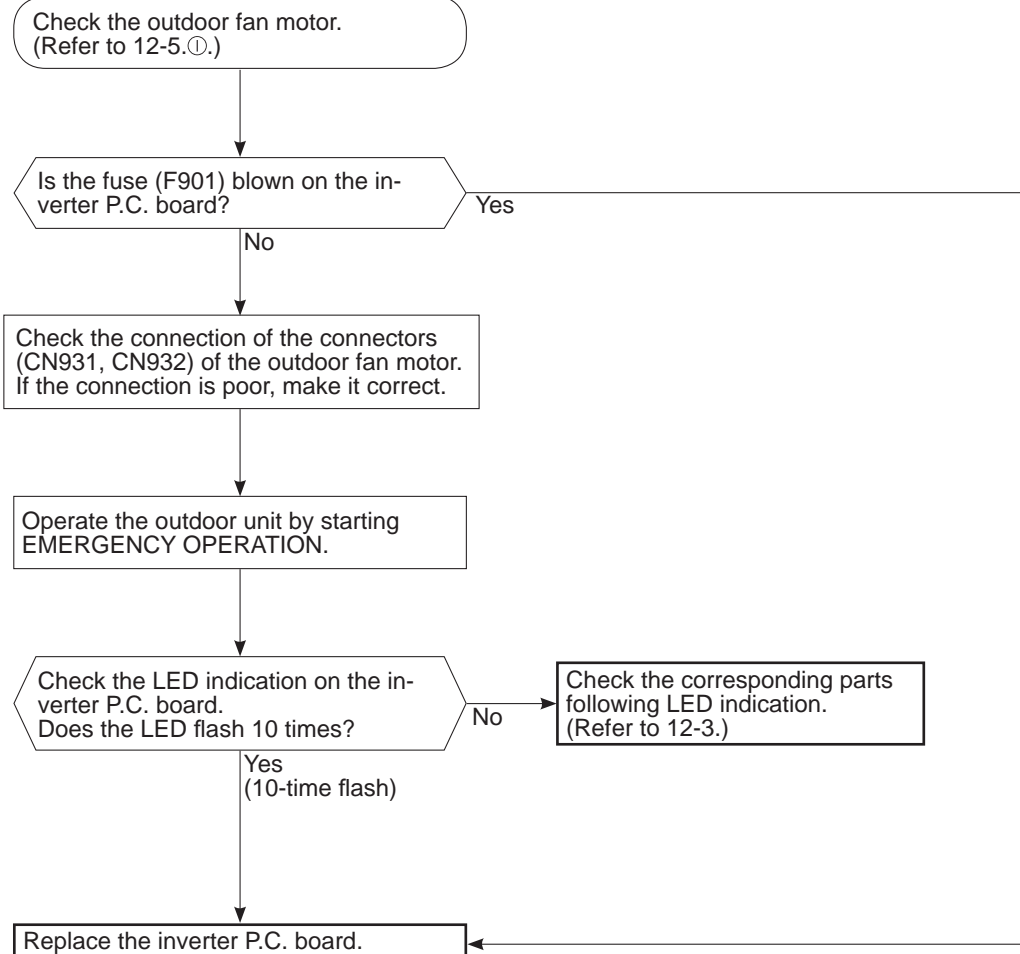 Check the outdoor fan motor.
(Refer to 12-5.Ⓘ.)
Is the fuse (F901) blown on the in-
verter P.C. board?
Yes
No
Check the connection of the connectors
(CN931, CN932) of the outdoor fan motor.
If the connection is poor, make it correct.
Operate the outdoor unit by starting
EMERGENCY OPERATION.
Check the LED indication on the in-
verter P.C. board.
Does the LED flash 10 times?
No
Check the corresponding parts
following LED indication.
(Refer to 12-3.)
Yes
(10-time flash)
Replace the inverter P.C. board.